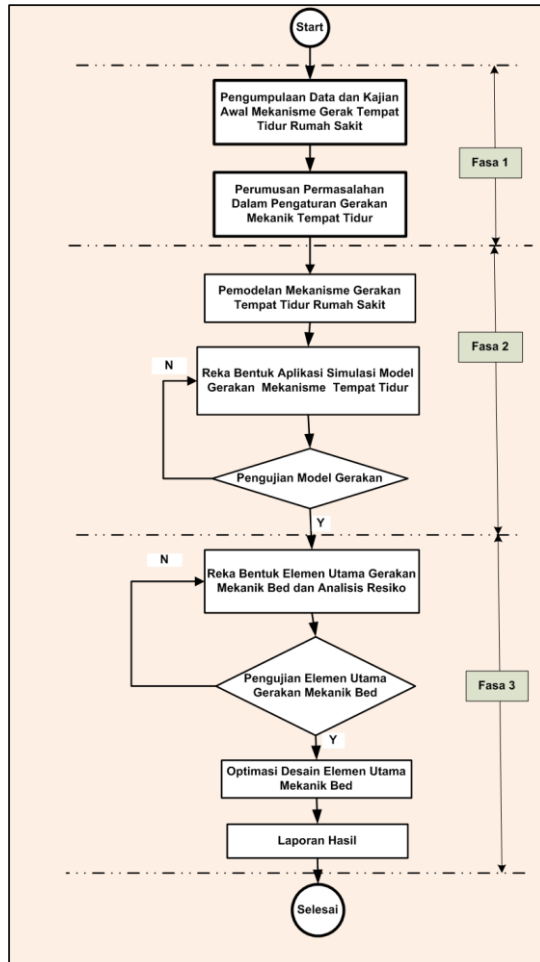 Start
Pengumpulaan Data dan Kajian
Awal Mekanisme Gerak Tempat
Tidur Rumah Sakit
Fasa 1
Perumusan Permasalahan
Dalam Pengaturan Gerakan
Mekanik Tempat Tidur
Pemodelan Mekanisme Gerakan
Tempat Tidur Rumah Sakit
Fasa 2
N
Reka Bentuk Aplikasi Simulasi Model
Gerakan Mekanisme Tempat Tidur
Pengujian Model Gerakan
Y
N
Reka Bentuk Elemen Utama Gerakan
Mekanik Bed dan Analisis Resiko
Pengujian Elemen Utama
Gerakan Mekanik Bed
Fasa 3
Y
Optimasi Desain Elemen Utama
Mekanik Bed
Laporan Hasil
Selesai